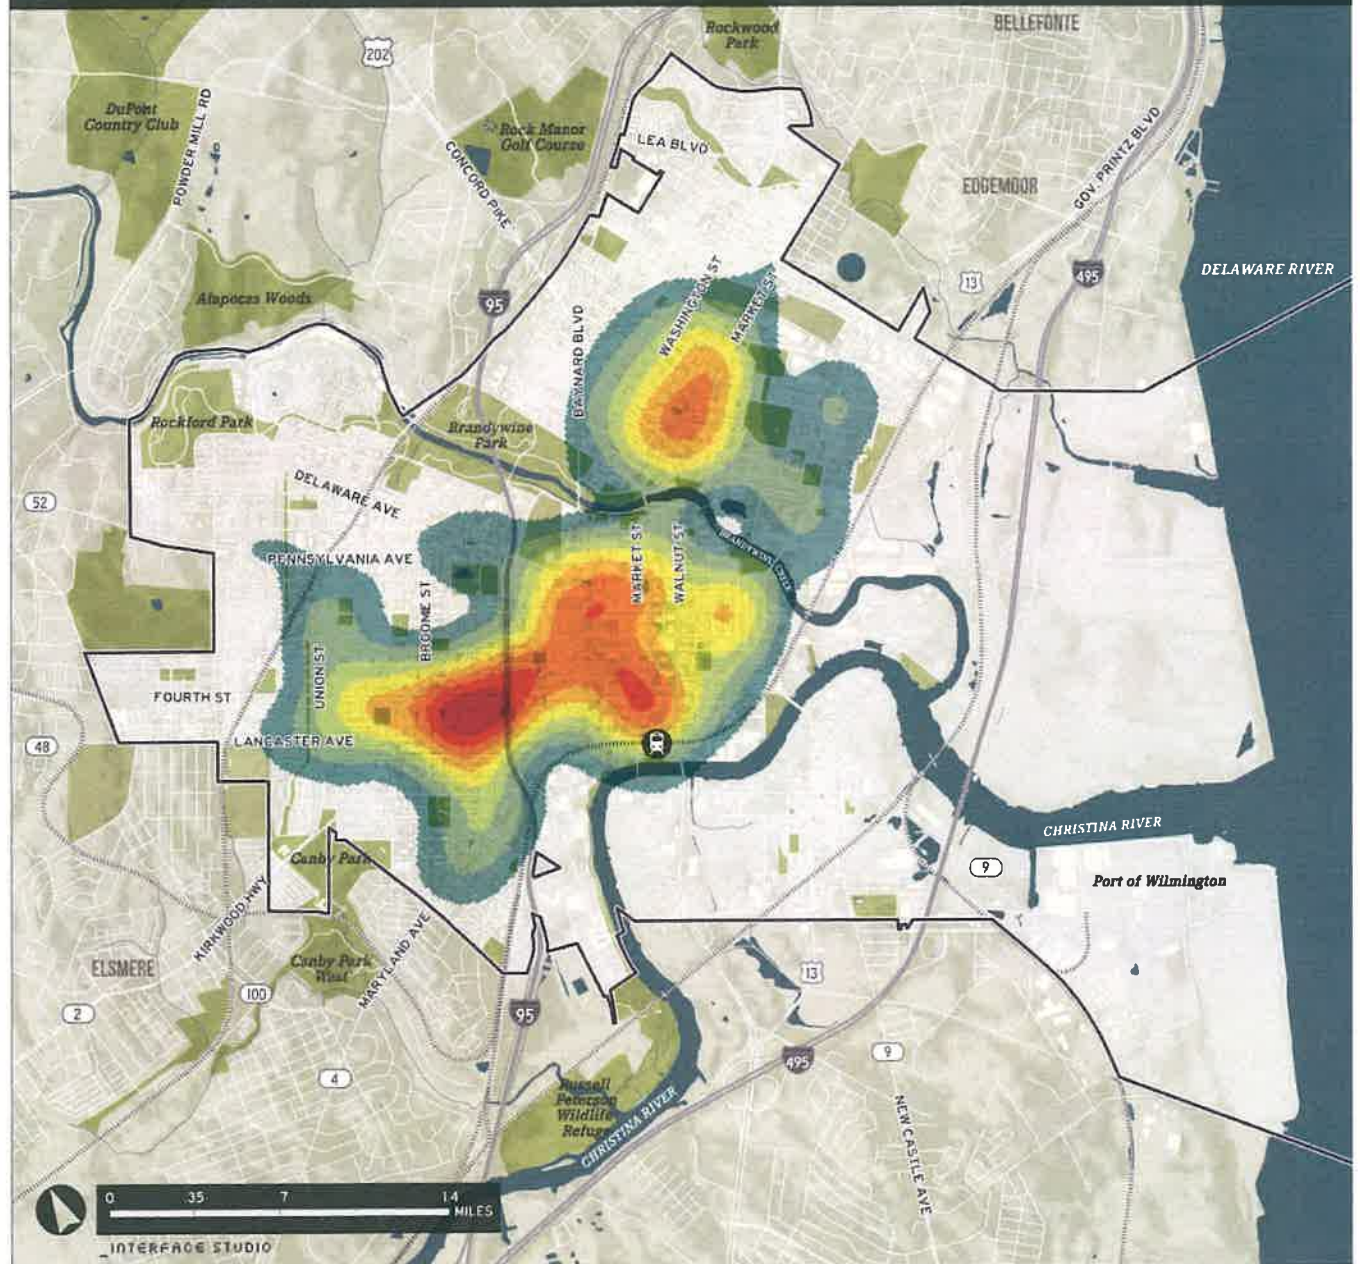 BELLEFONTE
Rockwood
Park
202
DuPont
Country Club
POWDER MILL RD
Rock Manor
Golf Course
CONCORD PIKE
LEA BLVD
EDGEMOOR
GOV. PRINTZ BLVD
DELAWARE RIVER
495
13
Alapocas Woods
95
BAYNARD BLVD
WASHINGTON ST
MARKET ST
Rockford Park
Brandywine
Park
DELAWARE AVE
52
PENNSYLVANIA AVE
MARKET ST
WALNUT ST
BRANDYWINE CREEK
BROOME ST
UNION ST
FOURTH ST
LANCASTER AVE
48
CHRISTINA RIVER
9
Port of Wilmington
Canby Park
KIRKWOOD HWY
MARYLAND AVE
ELSMERE
Canby Park
West
100
2
95
13
4
495
9
Russell
Peterson
Wildlife
Refuge
CHRISTINA RIVER
NEW CASTLE AVE
0 .35 .7 1.4
MILES
_INTERFACE STUDIO